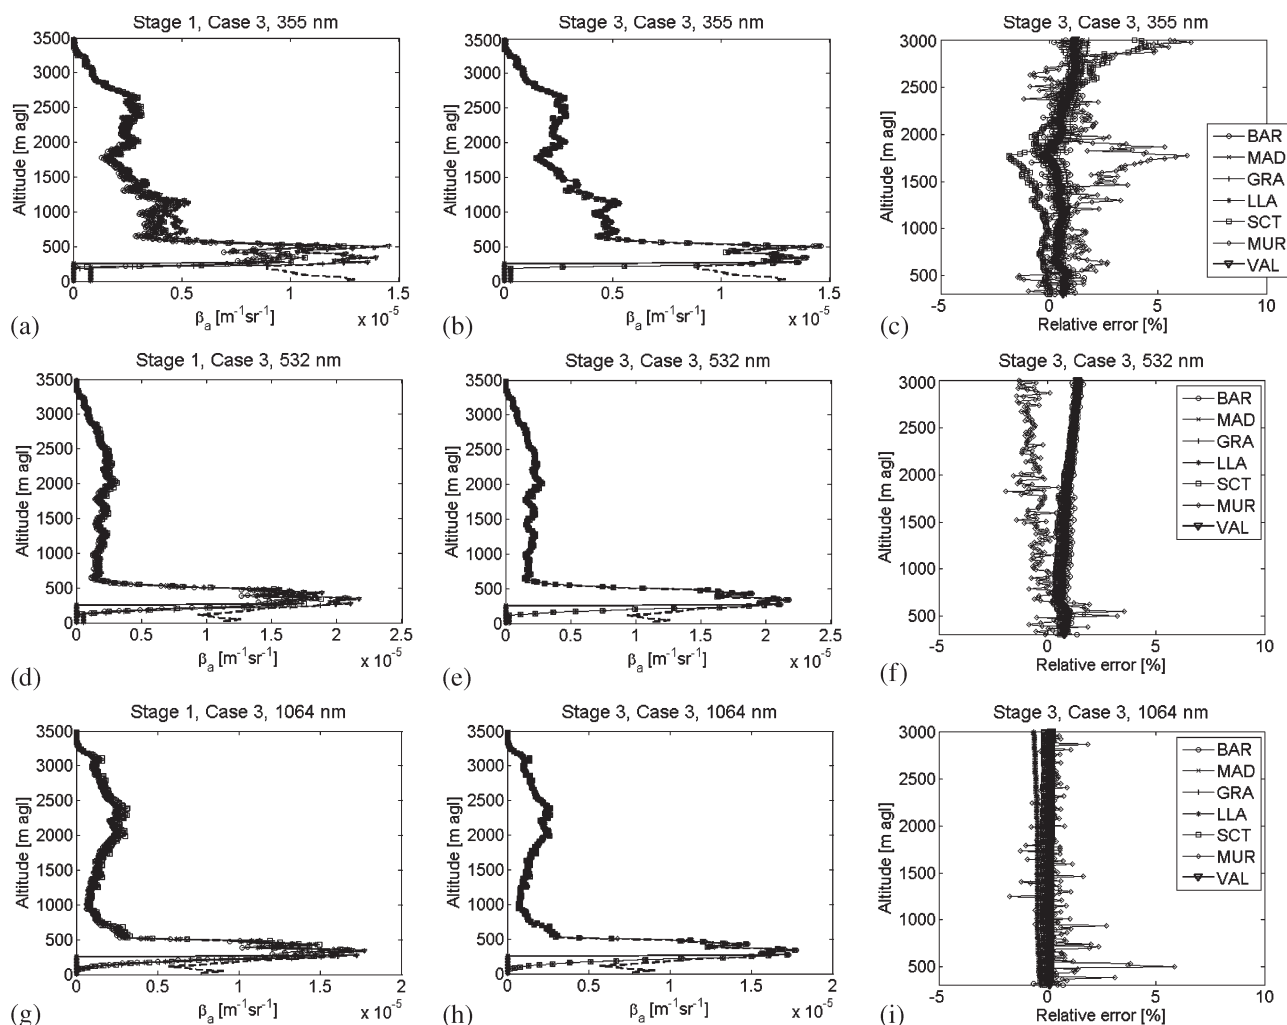 Stage 1, Case 3, 355 nm
3500
3000
2500
2000
1500
1000
500
0
Altitude [m agl]
0
0.5
1
1.5
x 10⁻⁵
βa [m⁻¹sr⁻¹]
(a)
Stage 3, Case 3, 355 nm
3500
3000
2500
2000
1500
1000
500
0
Altitude [m agl]
0
0.5
1
1.5
x 10⁻⁵
βa [m⁻¹sr⁻¹]
(b)
Stage 3, Case 3, 355 nm
3000
2500
2000
1500
1000
500
Altitude [m agl]
-5
0
5
10
Relative error [%]
BAR
MAD
GRA
LLA
SCT
MUR
VAL
(c)
Stage 1, Case 3, 532 nm
3500
3000
2500
2000
1500
1000
500
0
Altitude [m agl]
0
0.5
1
1.5
2
2.5
x 10⁻⁵
βa [m⁻¹sr⁻¹]
(d)
Stage 3, Case 3, 532 nm
3500
3000
2500
2000
1500
1000
500
0
Altitude [m agl]
0
0.5
1
1.5
2
2.5
x 10⁻⁵
βa [m⁻¹sr⁻¹]
(e)
Stage 3, Case 3, 532 nm
3000
2500
2000
1500
1000
500
Altitude [m agl]
-5
0
5
10
Relative error [%]
BAR
MAD
GRA
LLA
SCT
MUR
VAL
(f)
Stage 1, Case 3, 1064 nm
3500
3000
2500
2000
1500
1000
500
0
Altitude [m agl]
0
0.5
1
1.5
2
x 10⁻⁵
βa [m⁻¹sr⁻¹]
(g)
Stage 3, Case 3, 1064 nm
3500
3000
2500
2000
1500
1000
500
0
Altitude [m agl]
0
0.5
1
1.5
2
x 10⁻⁵
βa [m⁻¹sr⁻¹]
(h)
Stage 3, Case 3, 1064 nm
3000
2500
2000
1500
1000
500
Altitude [m agl]
-5
0
5
10
Relative error [%]
BAR
MAD
GRA
LLA
SCT
MUR
VAL
(i)